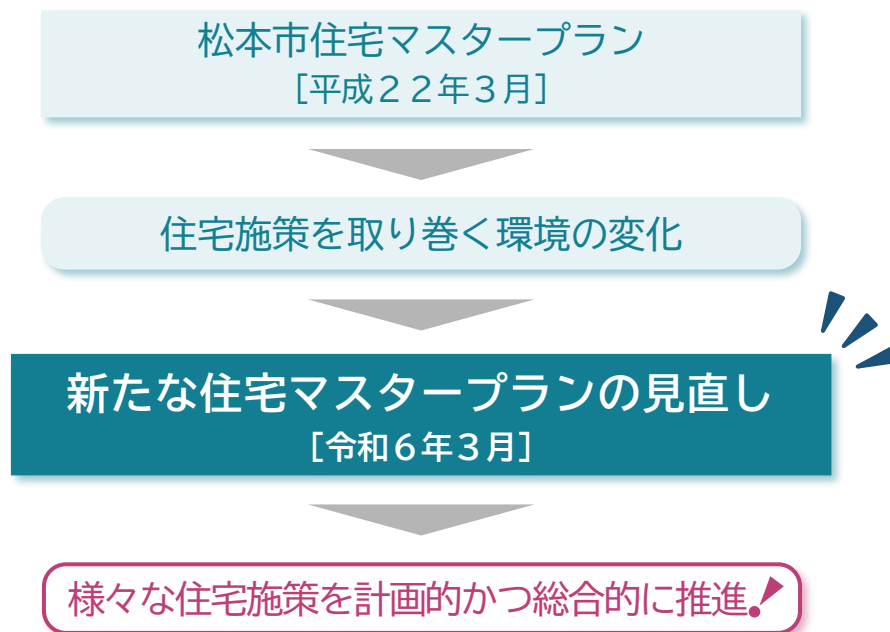 松本市住宅マスタープラン
［平成２２年３月］
住宅施策を取り巻く環境の変化
新たな住宅マスタープランの見直し
［令和６年３月］
様々な住宅施策を計画的かつ総合的に推進！